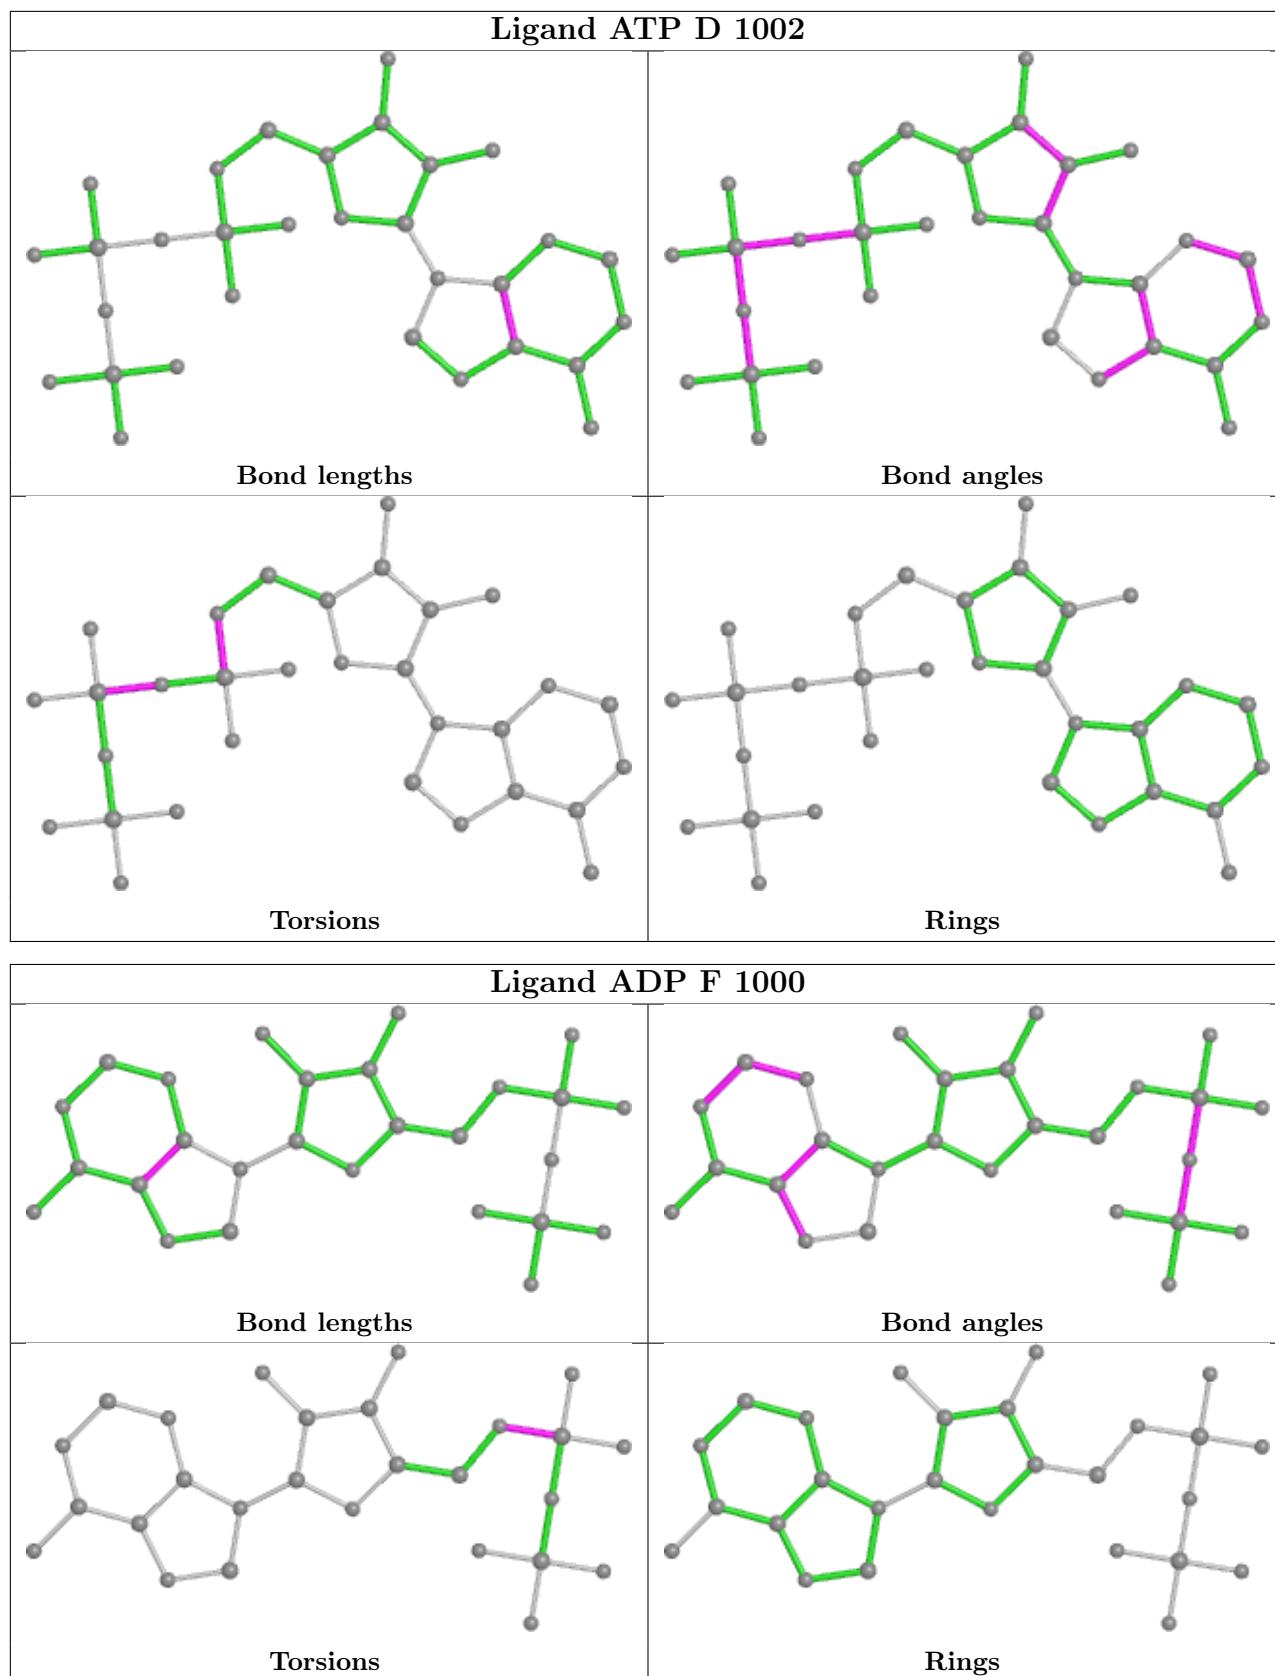 Ligand ATP D 1002
Bond lengths
Bond angles
Torsions
Rings
Ligand ADP F 1000
Bond lengths
Bond angles
Torsions
Rings